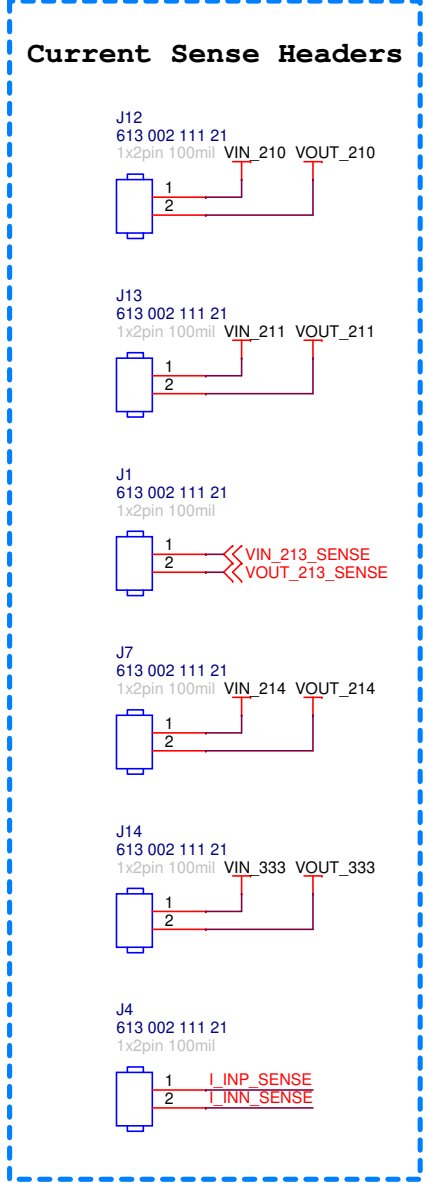 Current Sense Headers
J12
613 002 111 21
1x2pin 100mil VIN_210 VOUT_210
1
2
J13
613 002 111 21
1x2pin 100mil VIN_211 VOUT_211
1
2
J1
613 002 111 21
1x2pin 100mil
1 VIN_213_SENSE
2 VOUT_213_SENSE
J7
613 002 111 21
1x2pin 100mil VIN_214 VOUT_214
1
2
J14
613 002 111 21
1x2pin 100mil VIN_333 VOUT_333
1
2
J4
613 002 111 21
1x2pin 100mil
1 I_INP_SENSE
2 I_INN_SENSE